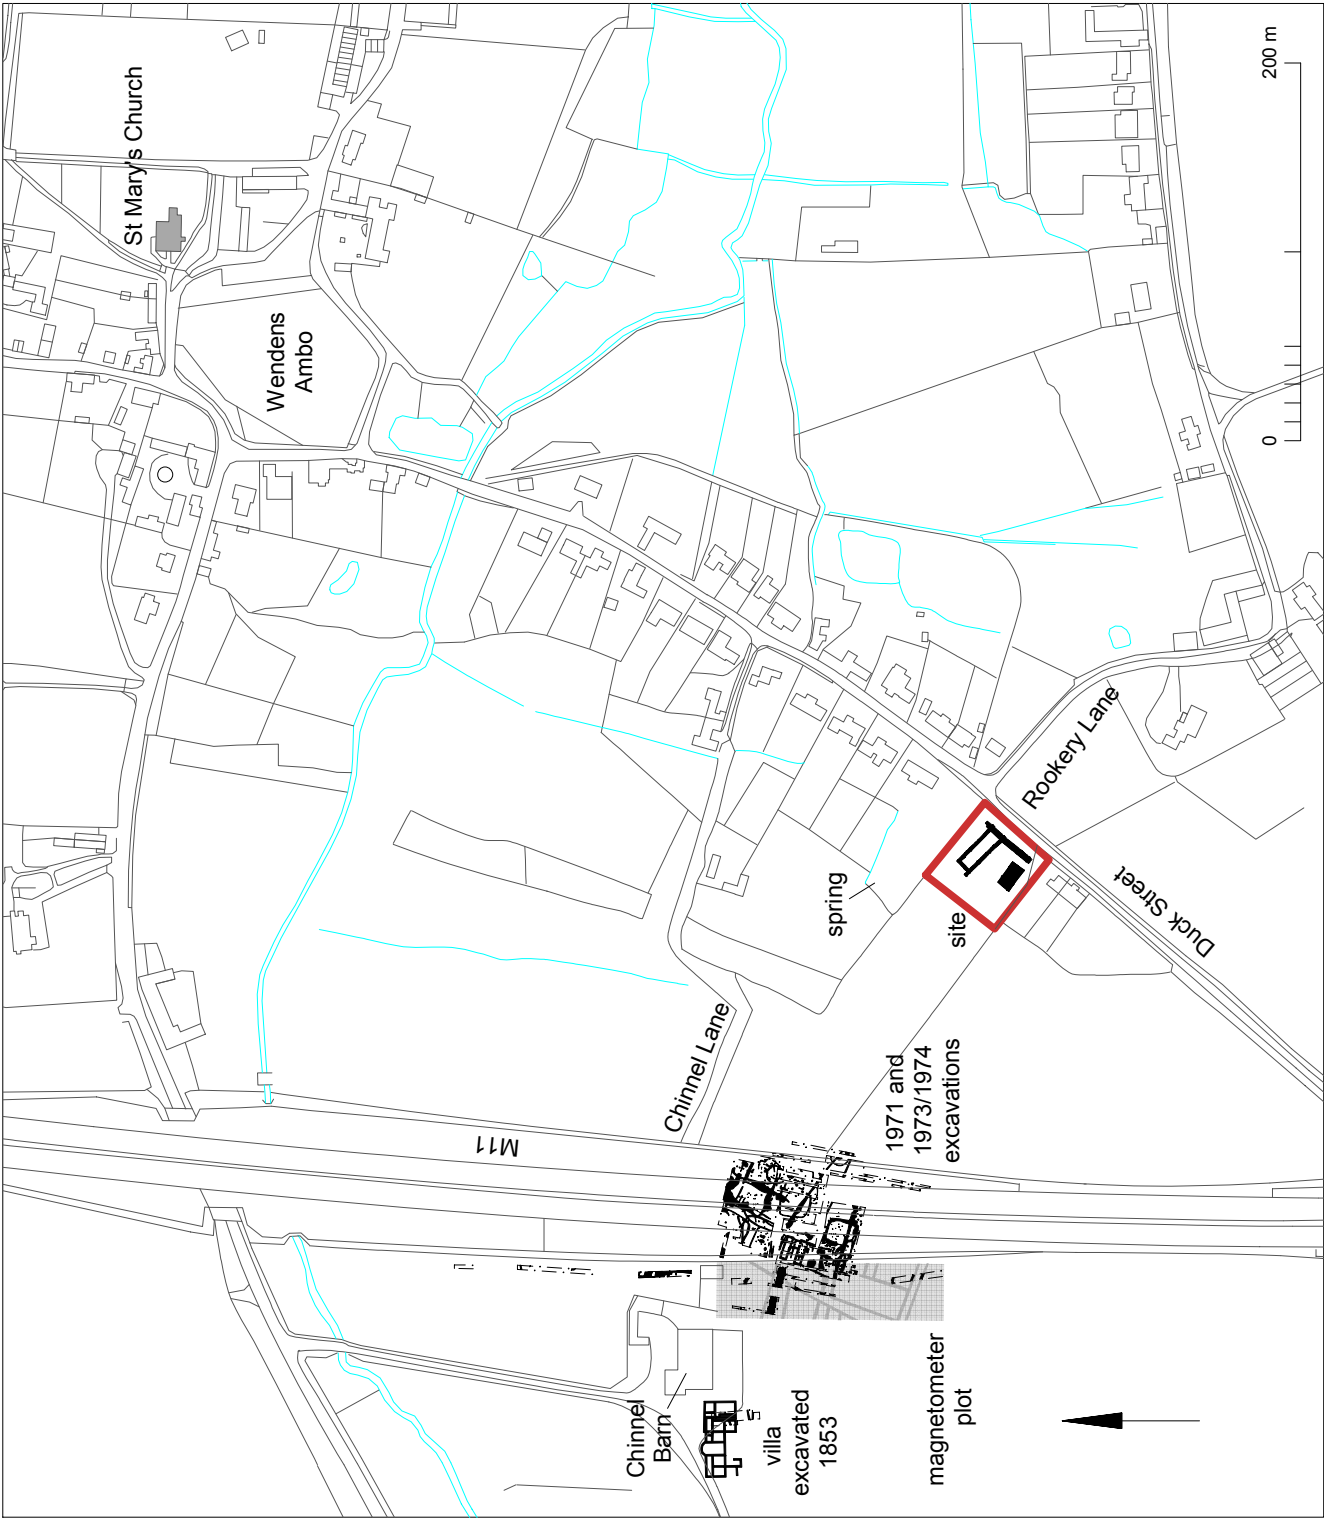 St Mary's Church
Wendens
Ambo
200 m
0
Rookery Lane
Duck Street
spring
site
Chinnel Lane
M11
1971 and
1973/1974
excavations
Chinnel
Barn
villa
excavated
1853
magnetometer
plot